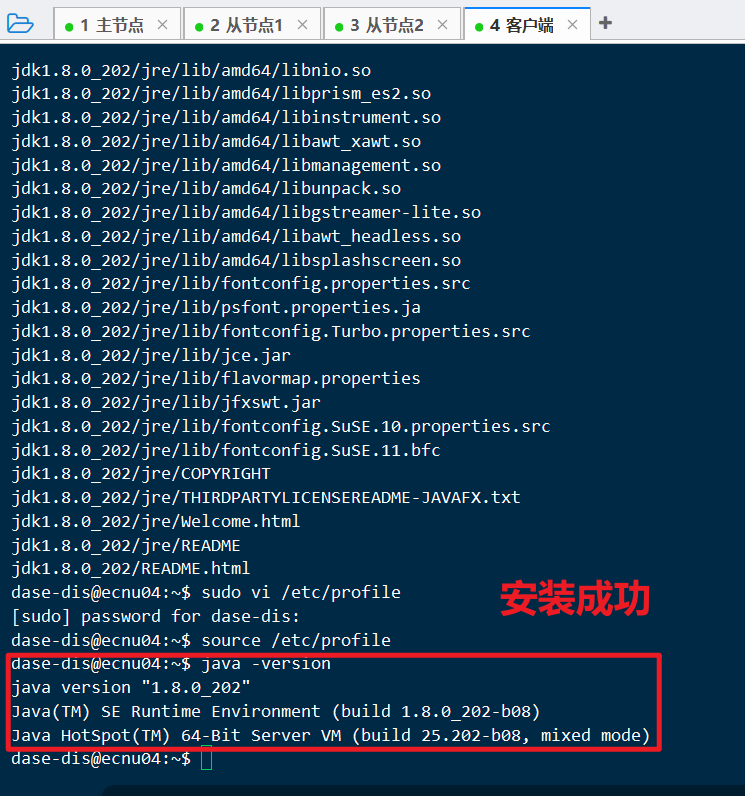 1 主节点 × 2 从节点1 × 3 从节点2 × 4 客户端 × +
jdk1.8.0_202/jre/lib/amd64/libnio.so
jdk1.8.0_202/jre/lib/amd64/libprism_es2.so
jdk1.8.0_202/jre/lib/amd64/libinstrument.so
jdk1.8.0_202/jre/lib/amd64/libawt_xawt.so
jdk1.8.0_202/jre/lib/amd64/libmanagement.so
jdk1.8.0_202/jre/lib/amd64/libunpack.so
jdk1.8.0_202/jre/lib/amd64/libgstreamer-lite.so
jdk1.8.0_202/jre/lib/amd64/libawt_headless.so
jdk1.8.0_202/jre/lib/amd64/libsplashscreen.so
jdk1.8.0_202/jre/lib/fontconfig.properties.src
jdk1.8.0_202/jre/lib/psfont.properties.ja
jdk1.8.0_202/jre/lib/fontconfig.Turbo.properties.src
jdk1.8.0_202/jre/lib/jce.jar
jdk1.8.0_202/jre/lib/flavormap.properties
jdk1.8.0_202/jre/lib/jfxswt.jar
jdk1.8.0_202/jre/lib/fontconfig.SuSE.10.properties.src
jdk1.8.0_202/jre/lib/fontconfig.SuSE.11.bfc
jdk1.8.0_202/jre/COPYRIGHT
jdk1.8.0_202/jre/THIRDPARTYLICENSEREADME-JAVAFX.txt
jdk1.8.0_202/jre/Welcome.html
jdk1.8.0_202/jre/README
jdk1.8.0_202/README.html
dase-dis@ecnu04:~$ sudo vi /etc/profile
安装成功
[sudo] password for dase-dis:
dase-dis@ecnu04:~$ source /etc/profile
dase-dis@ecnu04:~$ java -version
java version "1.8.0_202"
Java(TM) SE Runtime Environment (build 1.8.0_202-b08)
Java HotSpot(TM) 64-Bit Server VM (build 25.202-b08, mixed mode)
dase-dis@ecnu04:~$